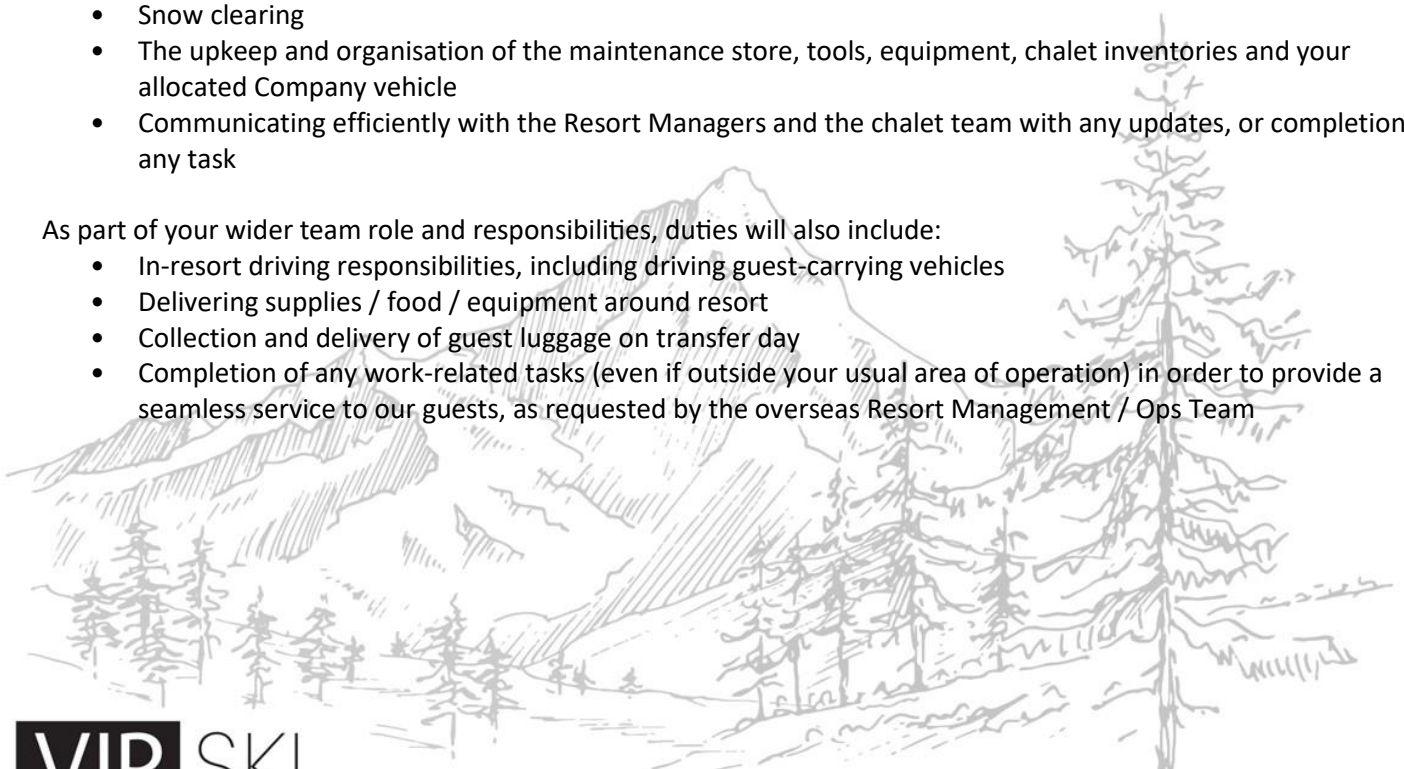 • Snow clearing
• The upkeep and organisation of the maintenance store, tools, equipment, chalet inventories and your
allocated Company vehicle
• Communicating efficiently with the Resort Managers and the chalet team with any updates, or completion
any task
As part of your wider team role and responsibilities, duties will also include:
• In-resort driving responsibilities, including driving guest-carrying vehicles
• Delivering supplies / food / equipment around resort
• Collection and delivery of guest luggage on transfer day
• Completion of any work-related tasks (even if outside your usual area of operation) in order to provide a
seamless service to our guests, as requested by the overseas Resort Management / Ops Team
VIP SKI